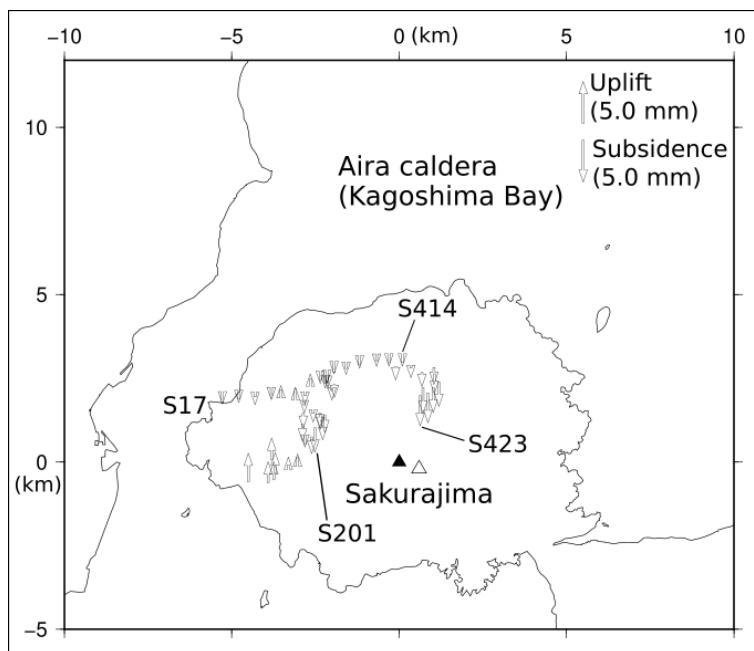 −10 −5 0 (km) 5 10
Uplift
(5.0 mm)
Subsidence
(5.0 mm)
10
Aira caldera
(Kagoshima Bay)
5
S414
S17
S423
0
(km)
Sakurajima
S201
−5